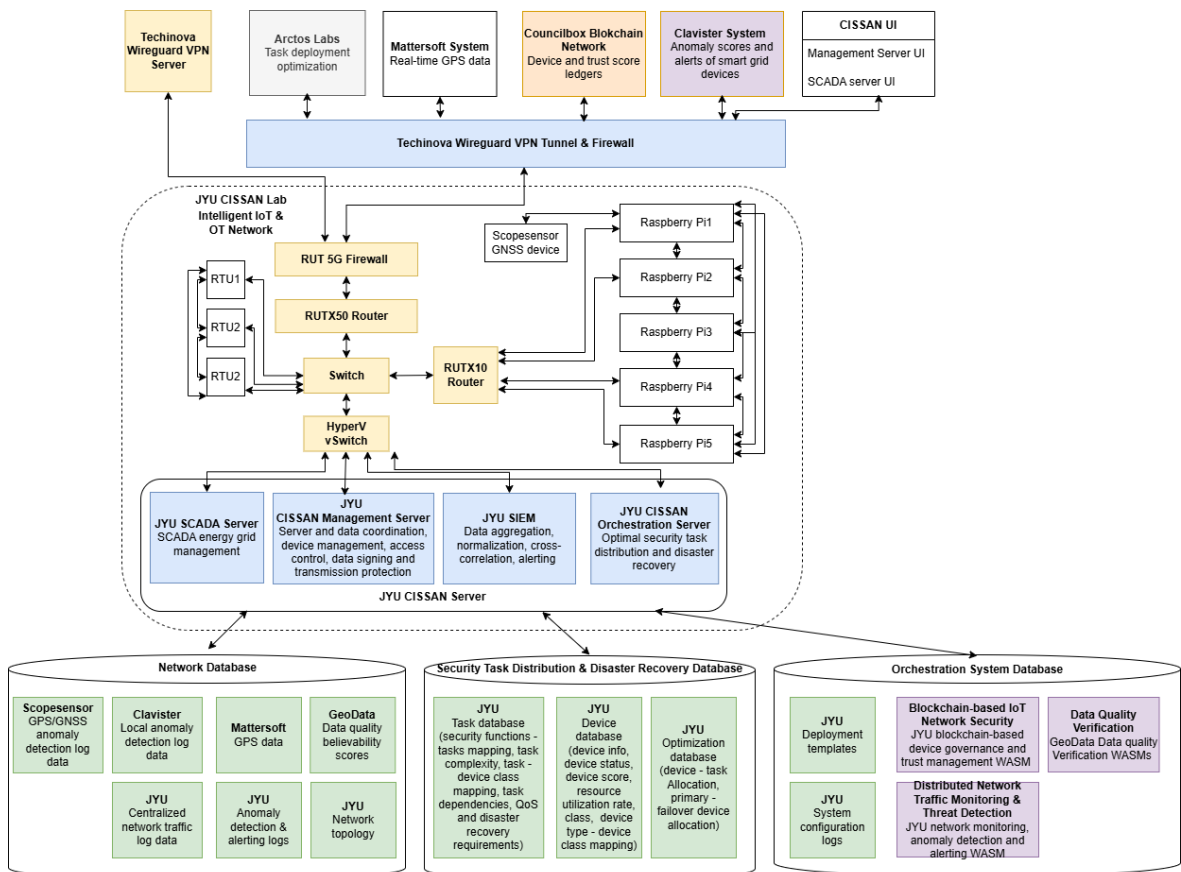 Techinova
Wireguard VPN
Server
Arctos Labs
Task deployment
optimization
Mattersoft System
Real-time GPS data
Councilbox Blokchain
Network
Device and trust score
ledgers
Clavister System
Anomaly scores and
alerts of smart grid
devices
CISSAN UI
Management Server UI
SCADA server UI
Techinova Wireguard VPN Tunnel & Firewall
JYU CISSAN Lab
Intelligent IoT &
OT Network
RUT 5G Firewall
RUTX50 Router
Switch
HyperV
vSwitch
RTU1
RTU2
RTU2
RUTX10
Router
Scopesensor
GNSS device
Raspberry Pi1
Raspberry Pi2
Raspberry Pi3
Raspberry Pi4
Raspberry Pi5
JYU SCADA Server
SCADA energy grid
management
JYU
CISSAN Management Server
Server and data coordination,
device management, access
control, data signing and
transmission protection
JYU SIEM
Data aggregation,
normalization, cross-
correlation, alerting
JYU CISSAN
Orchestration Server
Optimal security task
distribution and disaster
recovery
JYU CISSAN Server
Network Database
Scopesensor
GPS/GNSS
anomaly
detection log
data
Clavister
Local anomaly
detection log
data
Mattersoft
GPS data
GeoData
Data quality
believability
scores
JYU
Centralized
network traffic
log data
JYU
Anomaly
detection &
alerting logs
JYU
Network
topology
Security Task Distribution & Disaster Recovery Database
JYU
Task database
(security functions -
tasks mapping, task
complexity, task -
device class
mapping, task
dependencies, QoS
and disaster
recovery
requirements)
JYU
Device
database
(device info,
device status,
device score,
resource
utilization rate,
class, device
type - device
class mapping)
JYU
Optimization
database
(device - task
Allocation,
primary -
failover device
allocation)
Orchestration System Database
JYU
Deployment
templates
Blockchain-based IoT
Network Security
JYU blockchain-based
device governance and
trust management WASM
Data Quality
Verification
GeoData Data quality
Verification WASMs
JYU
System
configuration
logs
Distributed Network
Traffic Monitoring &
Threat Detection
JYU network monitoring,
anomaly detection and
alerting WASM